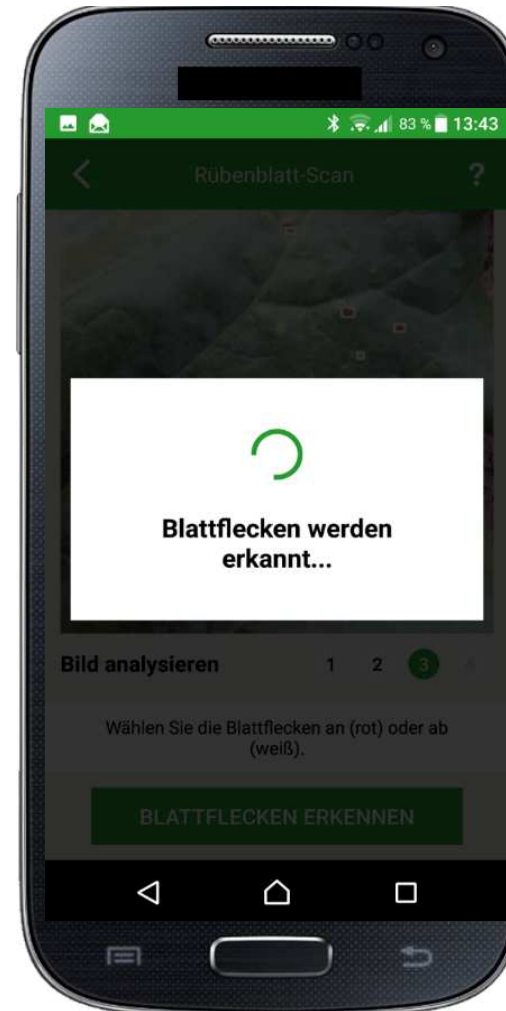 83 % 13:43
Rübenblatt-Scan ?
Blattflecken werden
erkannt...
Bild analysieren 1 2 3 4
Wählen Sie die Blattflecken an (rot) oder ab
(weiß).
BLATTFLECKEN ERKENNEN